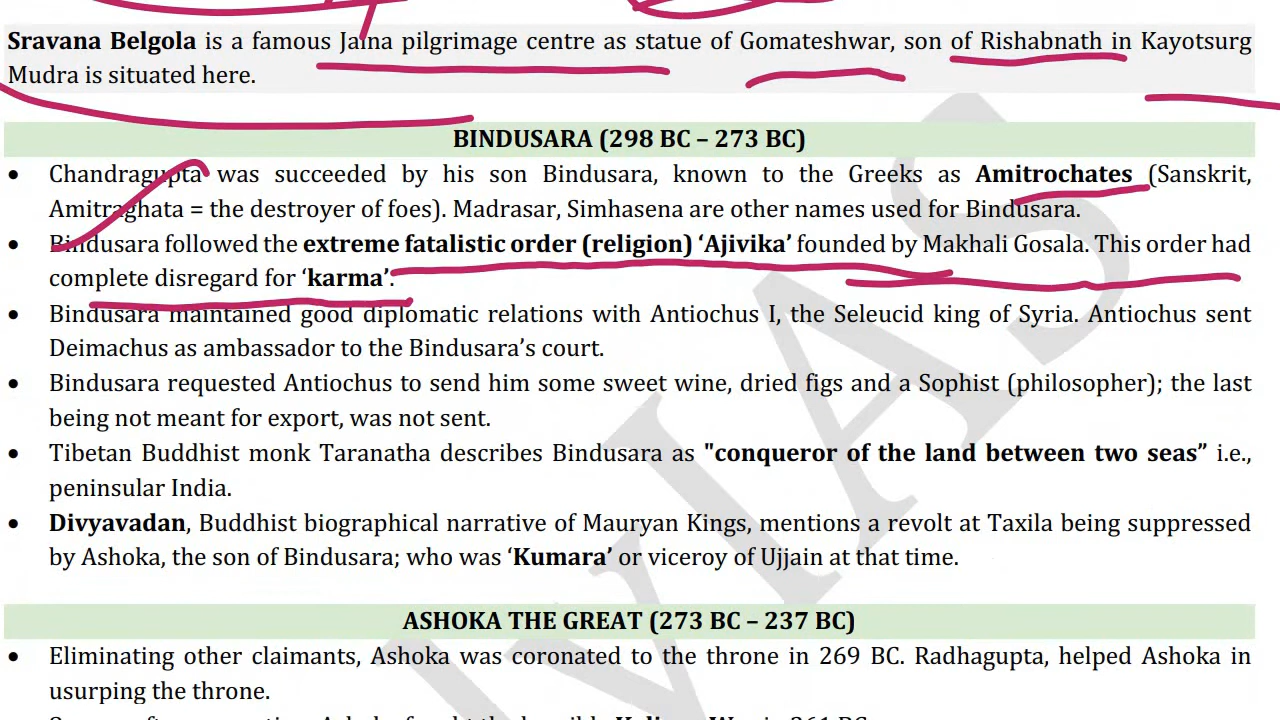 Sravana Belgola is a famous Jaina pilgrimage centre as statue of Gomateshwar, son of Rishabnath in Kayotsurg
Mudra is situated here.
BINDUSARA (298 BC – 273 BC)
• Chandragupta was succeeded by his son Bindusara, known to the Greeks as Amitrochates (Sanskrit,
Amitraghata = the destroyer of foes). Madrasar, Simhasena are other names used for Bindusara.
• Bindusara followed the extreme fatalistic order (religion) ‘Ajivika’ founded by Makhali Gosala. This order had
complete disregard for ‘karma’.
• Bindusara maintained good diplomatic relations with Antiochus I, the Seleucid king of Syria. Antiochus sent
Deimachus as ambassador to the Bindusara’s court.
• Bindusara requested Antiochus to send him some sweet wine, dried figs and a Sophist (philosopher); the last
being not meant for export, was not sent.
• Tibetan Buddhist monk Taranatha describes Bindusara as "conqueror of the land between two seas” i.e.,
peninsular India.
• Divyavadan, Buddhist biographical narrative of Mauryan Kings, mentions a revolt at Taxila being suppressed
by Ashoka, the son of Bindusara; who was ‘Kumara’ or viceroy of Ujjain at that time.
ASHOKA THE GREAT (273 BC – 237 BC)
• Eliminating other claimants, Ashoka was coronated to the throne in 269 BC. Radhagupta, helped Ashoka in
usurping the throne.